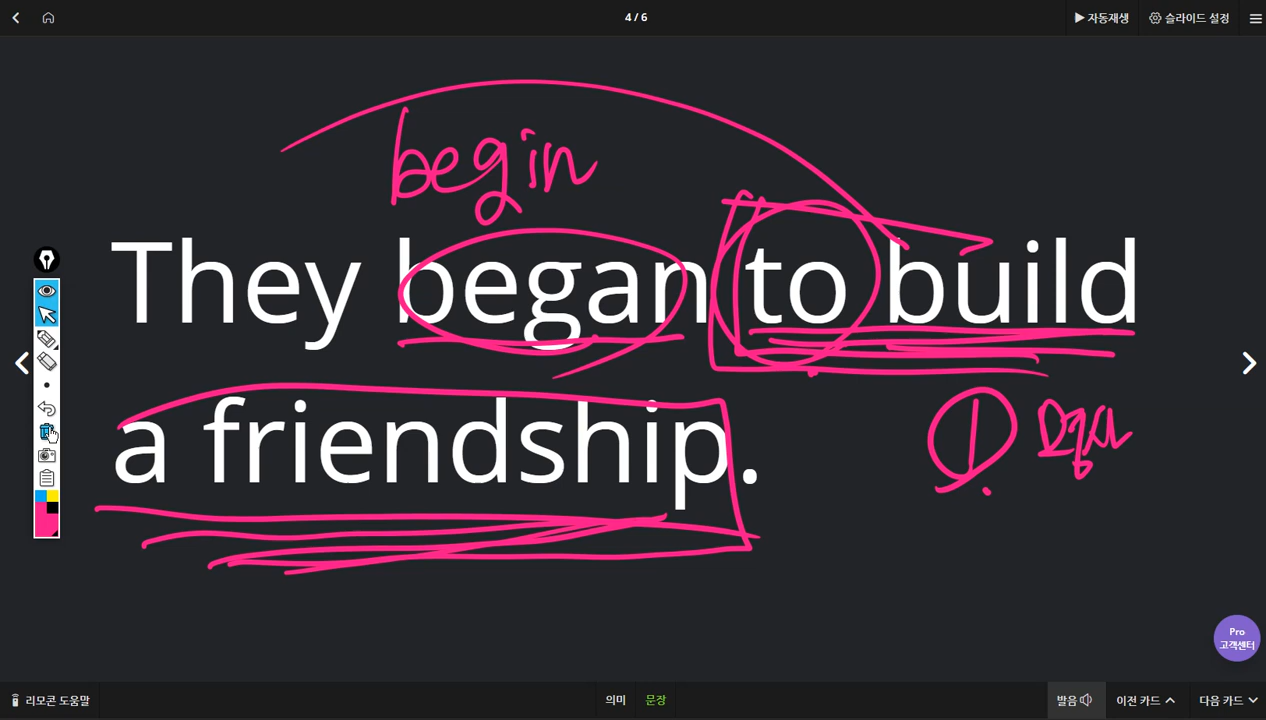 4 / 6
자동재생
슬라이드 설정
begin
They began to build
a friendship.
① 명사
Pro
고객센터
리모콘 도움말
의미
문장
발음
이전 카드
다음 카드